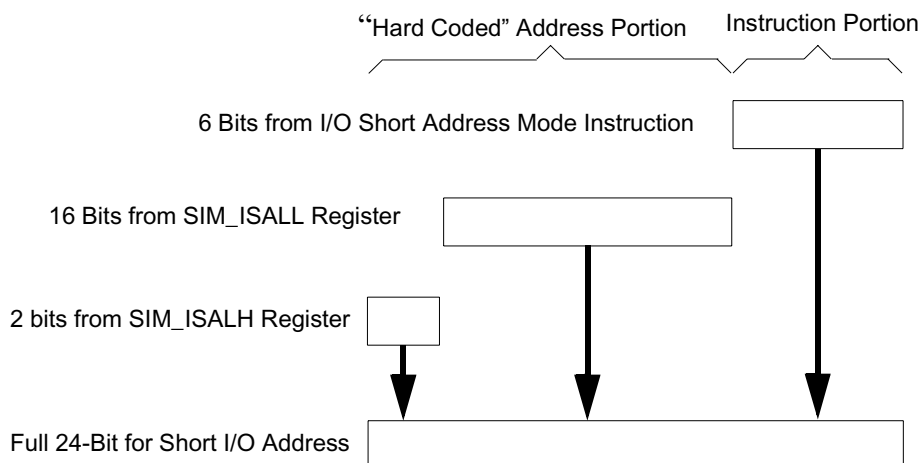 “Hard Coded” Address Portion
Instruction Portion
6 Bits from I/O Short Address Mode Instruction
16 Bits from SIM_ISALL Register
2 bits from SIM_ISALH Register
Full 24-Bit for Short I/O Address